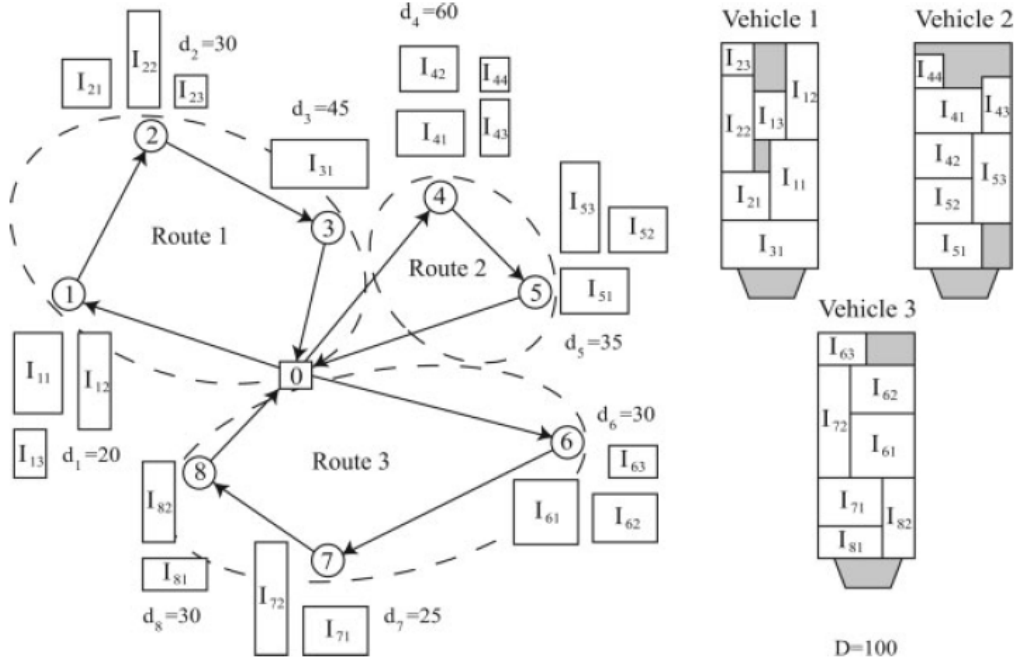 d₄=60
Vehicle 1
Vehicle 2
I₂₂
d₂=30
I₂₁
I₂₃
I₄₂
I₄₄
I₂₃
I₁₂
I₄₄
d₃=45
I₄₁
I₄₃
I₂₂
I₁₃
I₄₁
I₄₃
2
I₃₁
I₄₂
I₅₃
4
I₅₃
I₅₂
I₂₁
I₁₁
I₅₂
Route 1
3
Route 2
I₃₁
I₅₁
1
5
I₅₁
Vehicle 3
I₁₁
I₁₂
0
d₅=35
I₆₃
I₁₃
d₁=20
d₆=30
I₇₂
I₆₂
8
Route 3
6
I₆₃
I₆₁
I₈₂
I₆₁
I₆₂
I₇₁
I₈₂
7
I₈₁
I₈₁
d₈=30
I₇₂
I₇₁
d₇=25
D=100